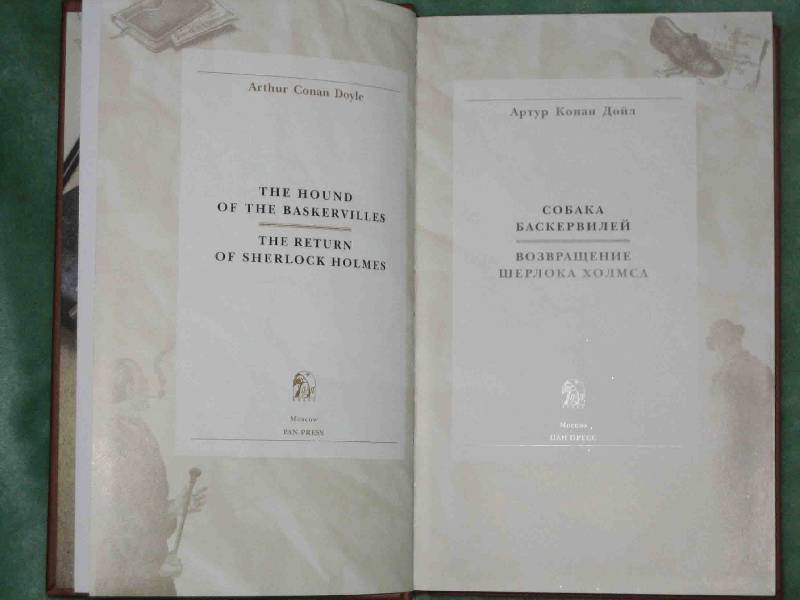 Arthur Conan Doyle
THE HOUND
OF THE BASKERVILLES
THE RETURN
OF SHERLOCK HOLMES
Moscow
PAN PRESS
Артур Конан Дойл
СОБАКА
БАСКЕРВИЛЕЙ
ВОЗВРАЩЕНИЕ
ШЕРЛОКА ХОЛМСА
Москва
ПАН ПРЕСС